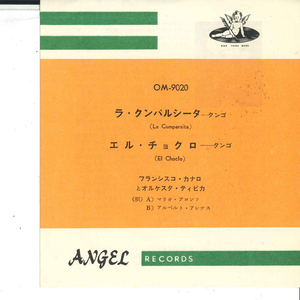 OM-9020
ラ・クンパルシータ―タンゴ
(La Cumparsita)
エル・チョクロ―タンゴ
(El Choclo)
フランシスコ・カナロ
とオルケスタ・ティピカ
(唄) A) マリオ・アロンソ
B) アルベルト・アレナス
ANGEL RECORDS